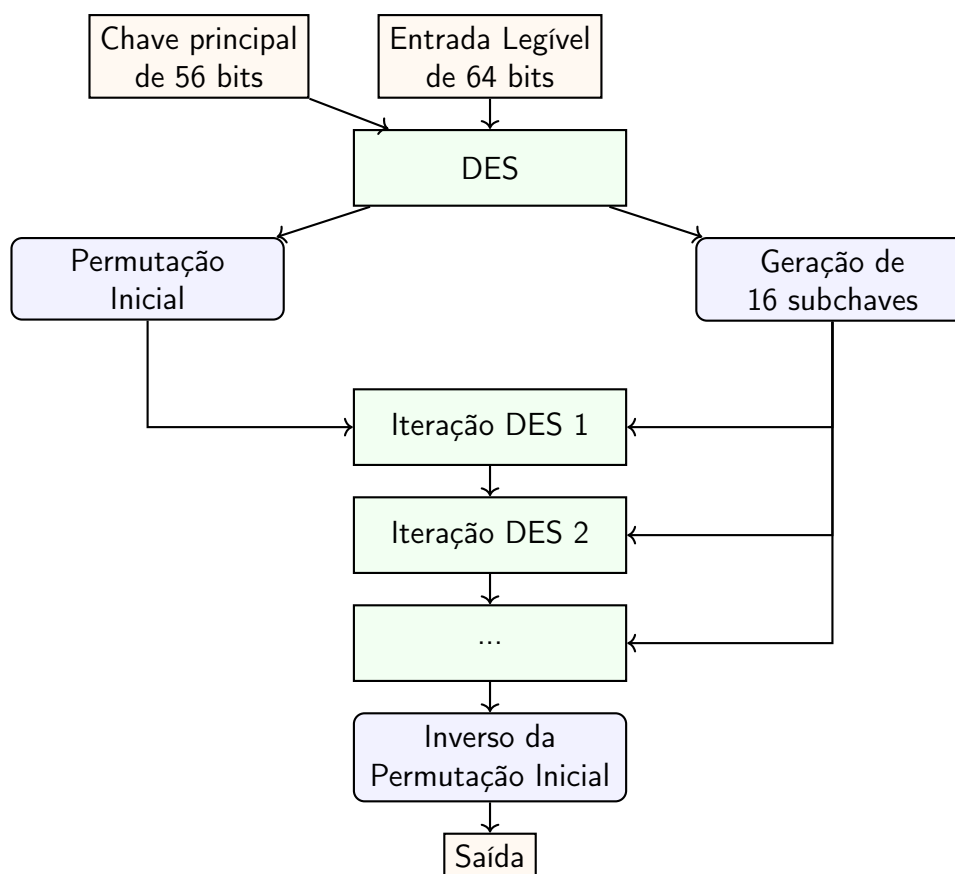 Chave principal
de 56 bits
Entrada Legível
de 64 bits
DES
Permutação
Inicial
Geração de
16 subchaves
Iteração DES 1
Iteração DES 2
...
Inverso da
Permutação Inicial
Saída